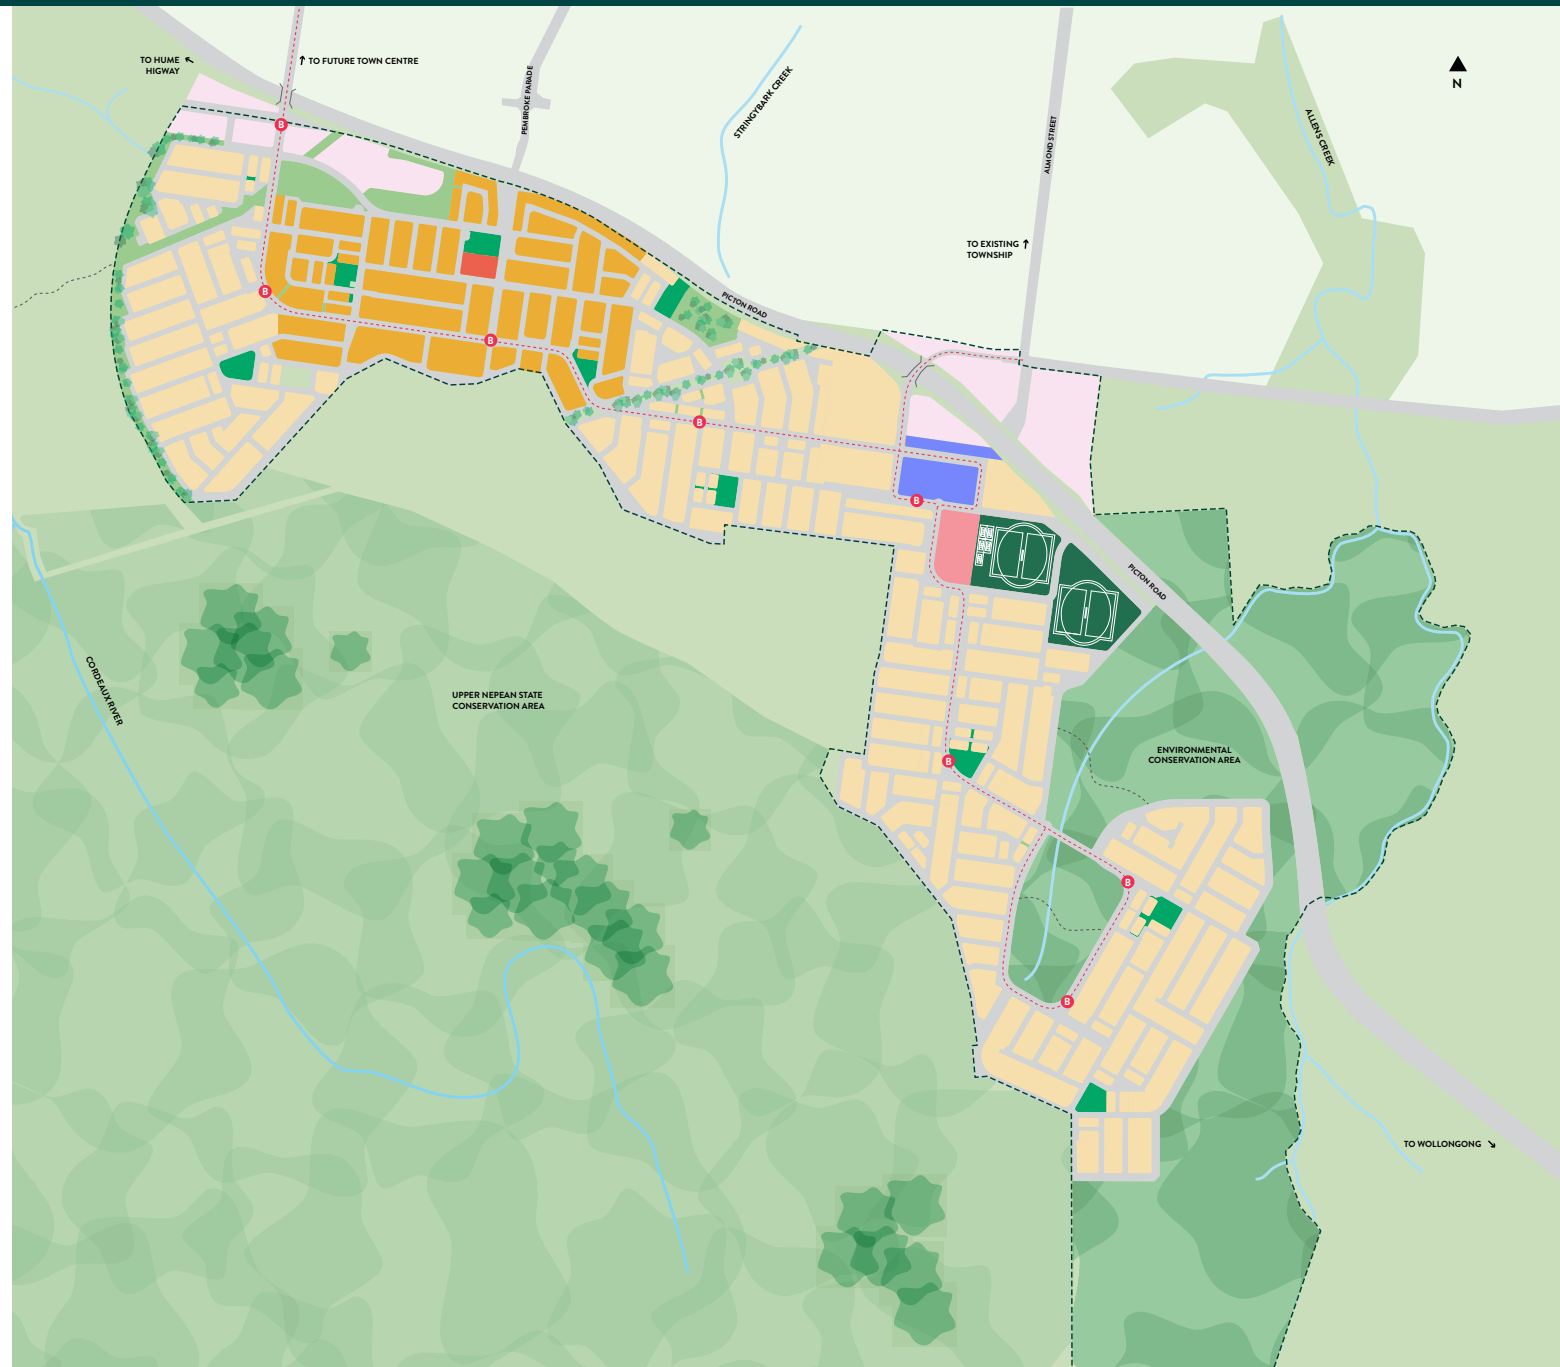 TO HUME
HIGWAY
TO FUTURE TOWN CENTRE
N
PEMBROKE PARADE
STRINGYBARK CREEK
ALMOND STREET
ALLENS CREEK
B
TO EXISTING
TOWNSHIP
B
PICTON ROAD
B
B
B
PICTON ROAD
CORDEAUX RIVER
UPPER NEPEAN STATE
CONSERVATION AREA
ENVIRONMENTAL
CONSERVATION AREA
B
B
B
TO WOLLONGONG